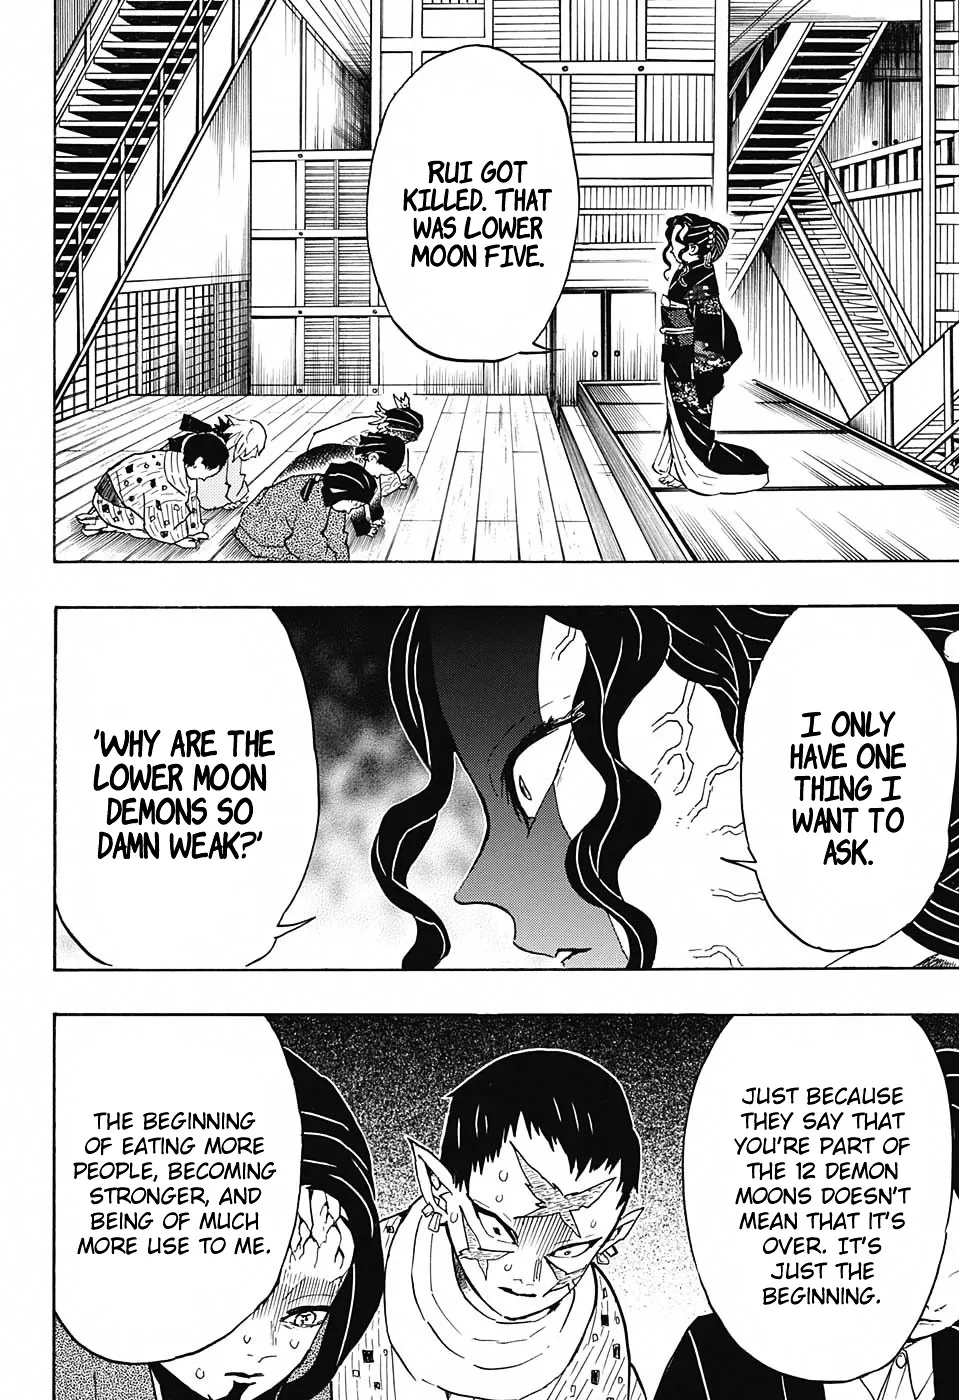 RUI GOT
KILLED. THAT
WAS LOWER
MOON FIVE.
I ONLY
HAVE ONE
THING I
WANT TO
ASK.
'WHY ARE THE
LOWER MOON
DEMONS SO
DAMN WEAK?'
JUST BECAUSE
THEY SAY THAT
YOU'RE PART OF
THE 12 DEMON
MOONS DOESN'T
MEAN THAT IT'S
OVER. IT'S
JUST THE
BEGINNING.
THE BEGINNING
OF EATING MORE
PEOPLE, BECOMING
STRONGER, AND
BEING OF MUCH
MORE USE TO ME.